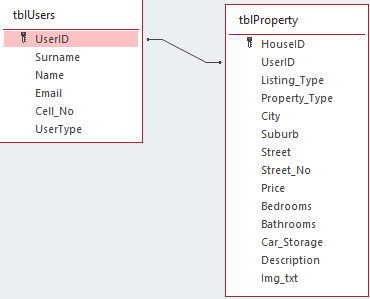 tblUsers
UserID
Surname
Name
Email
Cell_No
UserType
tblProperty
HouseID
UserID
Listing_Type
Property_Type
City
Suburb
Street
Street_No
Price
Bedrooms
Bathrooms
Car_Storage
Description
Img_txt